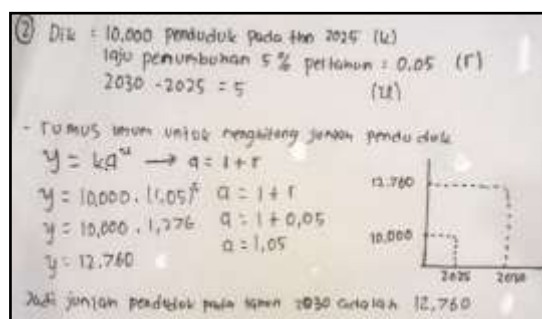 ② Dik : 10.000 penduduk pada thn 2025 (k)
laju penumbuhan 5% pertahun : 0,05 (r)
2030 - 2025 = 5 (x)
- rumus umum untuk menghitung jumlah penduduk
y = ka^x → a = 1 + r
y = 10.000 . (1,05)^5 a = 1 + r
y = 10.000 . 1,276 a = 1 + 0,05
y = 12.760 a = 1,05
12.760
10.000
2025 2030
Jadi jumlah penduduk pada tahun 2030 adalah 12.760